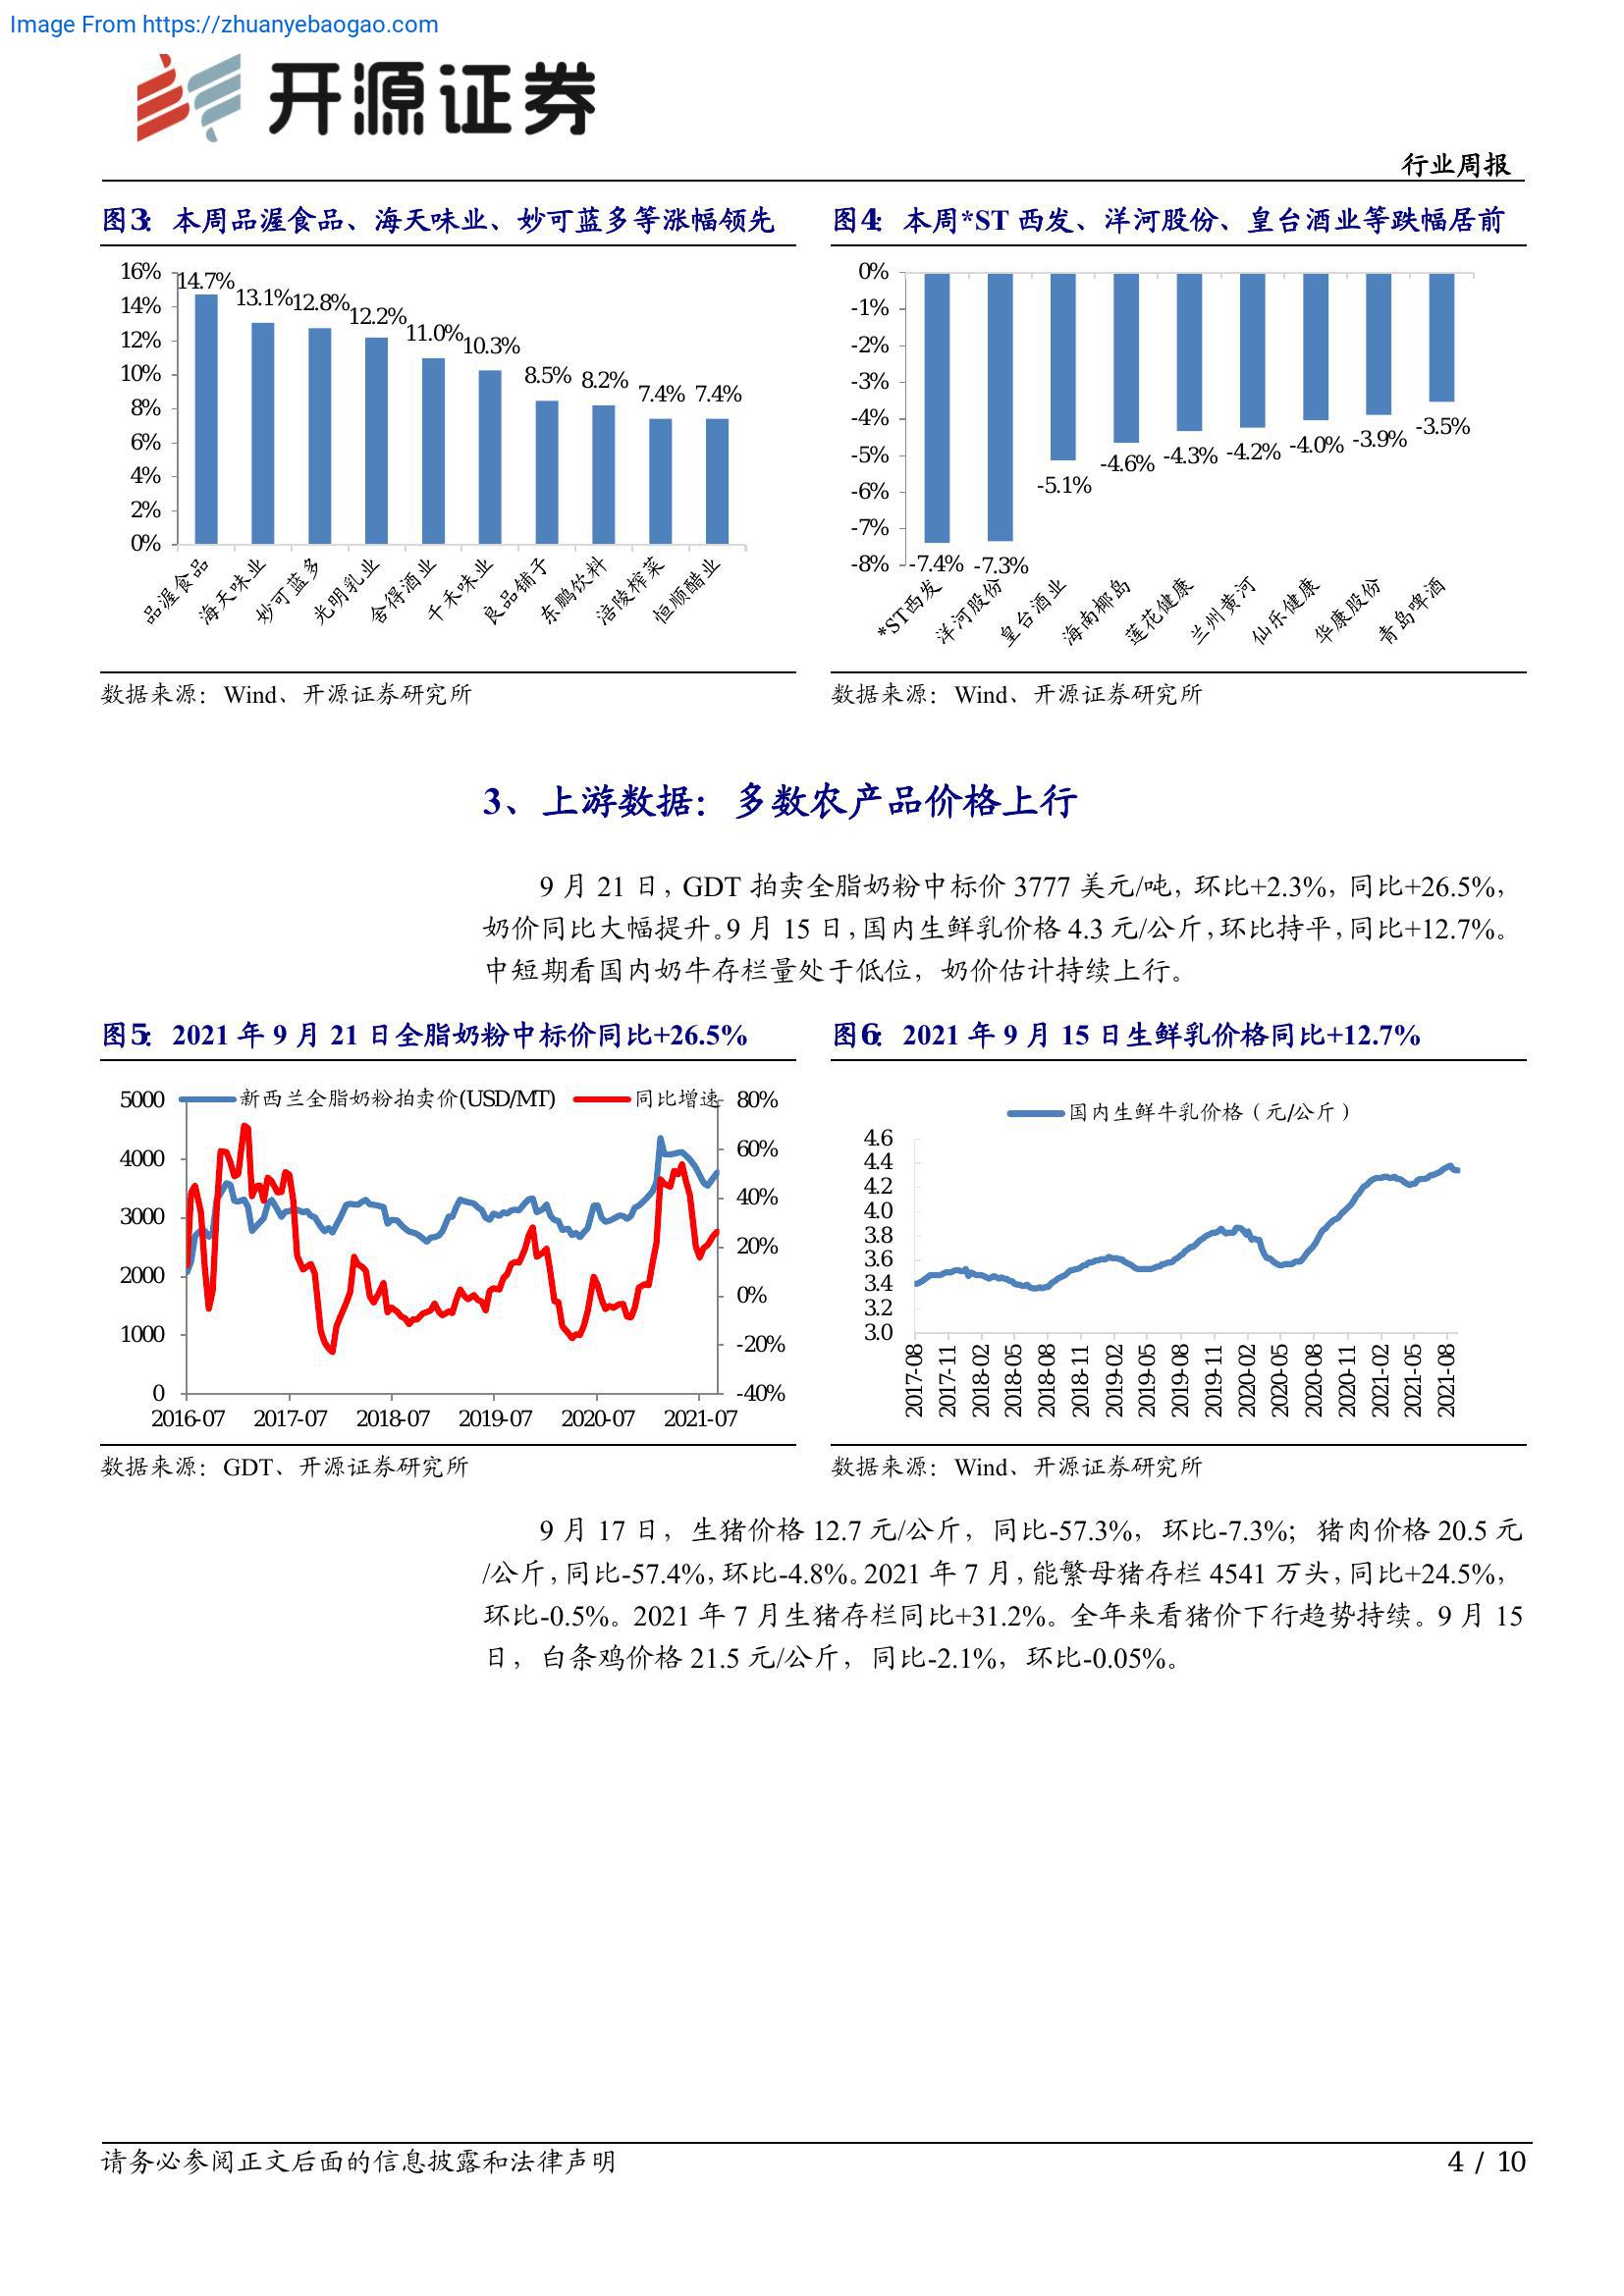 Image From https://zhuanyebaogao.com
开源证券
行业周报
图3： 本周品渥食品、海天味业、妙可蓝多等涨幅领先
16%
14%
12%
10%
8%
6%
4%
2%
0%
14.7%
13.1%
12.8%
12.2%
11.0%
10.3%
8.5%
8.2%
7.4%
7.4%
品渥食品
海天味业
妙可蓝多
光明乳业
舍得酒业
千禾味业
良品铺子
东鹏饮料
涪陵榨菜
恒顺醋业
数据来源：Wind、开源证券研究所
图4： 本周*ST 西发、洋河股份、皇台酒业等跌幅居前
0%
-1%
-2%
-3%
-4%
-5%
-6%
-7%
-8%
-7.4%
-7.3%
-5.1%
-4.6%
-4.3%
-4.2%
-4.0%
-3.9%
-3.5%
*ST西发
洋河股份
皇台酒业
海南椰岛
莲花健康
兰州黄河
仙乐健康
华康股份
青岛啤酒
数据来源：Wind、开源证券研究所
3、上游数据：多数农产品价格上行
9 月 21 日，GDT 拍卖全脂奶粉中标价 3777 美元/吨，环比+2.3%，同比+26.5%，
奶价同比大幅提升。9 月 15 日，国内生鲜乳价格 4.3 元/公斤，环比持平，同比+12.7%。
中短期看国内奶牛存栏量处于低位，奶价估计持续上行。
图5： 2021 年 9 月 21 日全脂奶粉中标价同比+26.5%
新西兰全脂奶粉拍卖价(USD/MT)
同比增速
5000
4000
3000
2000
1000
0
80%
60%
40%
20%
0%
-20%
-40%
2016-07
2017-07
2018-07
2019-07
2020-07
2021-07
数据来源：GDT、开源证券研究所
图6： 2021 年 9 月 15 日生鲜乳价格同比+12.7%
国内生鲜牛乳价格（元/公斤）
4.6
4.4
4.2
4.0
3.8
3.6
3.4
3.2
3.0
2017-08
2017-11
2018-02
2018-05
2018-08
2018-11
2019-02
2019-05
2019-08
2019-11
2020-02
2020-05
2020-08
2020-11
2021-02
2021-05
2021-08
数据来源：Wind、开源证券研究所
9 月 17 日，生猪价格 12.7 元/公斤，同比-57.3%，环比-7.3%；猪肉价格 20.5 元
/公斤，同比-57.4%，环比-4.8%。2021 年 7 月，能繁母猪存栏 4541 万头，同比+24.5%，
环比-0.5%。2021 年 7 月生猪存栏同比+31.2%。全年来看猪价下行趋势持续。9 月 15
日，白条鸡价格 21.5 元/公斤，同比-2.1%，环比-0.05%。
请务必参阅正文后面的信息披露和法律声明
4 / 10